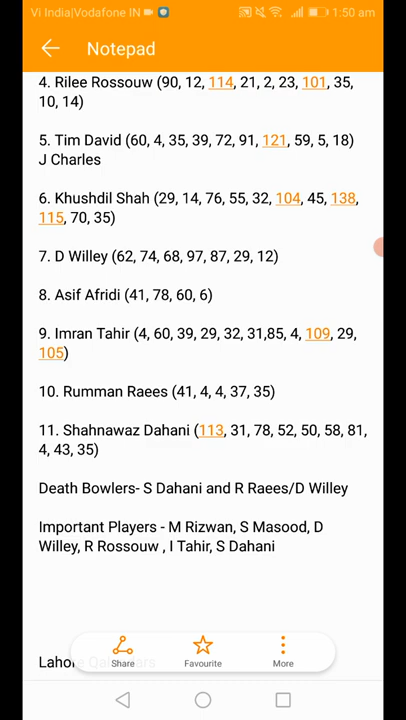 Vi India|Vodafone IN
1:50 am
Notepad
4. Rilee Rossouw (90, 12, 114, 21, 2, 23, 101, 35,
10, 14)
5. Tim David (60, 4, 35, 39, 72, 91, 121, 59, 5, 18)
J Charles
6. Khushdil Shah (29, 14, 76, 55, 32, 104, 45, 138,
115, 70, 35)
7. D Willey (62, 74, 68, 97, 87, 29, 12)
8. Asif Afridi (41, 78, 60, 6)
9. Imran Tahir (4, 60, 39, 29, 32, 31,85, 4, 109, 29,
105)
10. Rumman Raees (41, 4, 4, 37, 35)
11. Shahnawaz Dahani (113, 31, 78, 52, 50, 58, 81,
4, 43, 35)
Death Bowlers- S Dahani and R Raees/D Willey
Important Players - M Rizwan, S Masood, D
Willey, R Rossouw , I Tahir, S Dahani
Lahore Qalandars
Share Favourite More